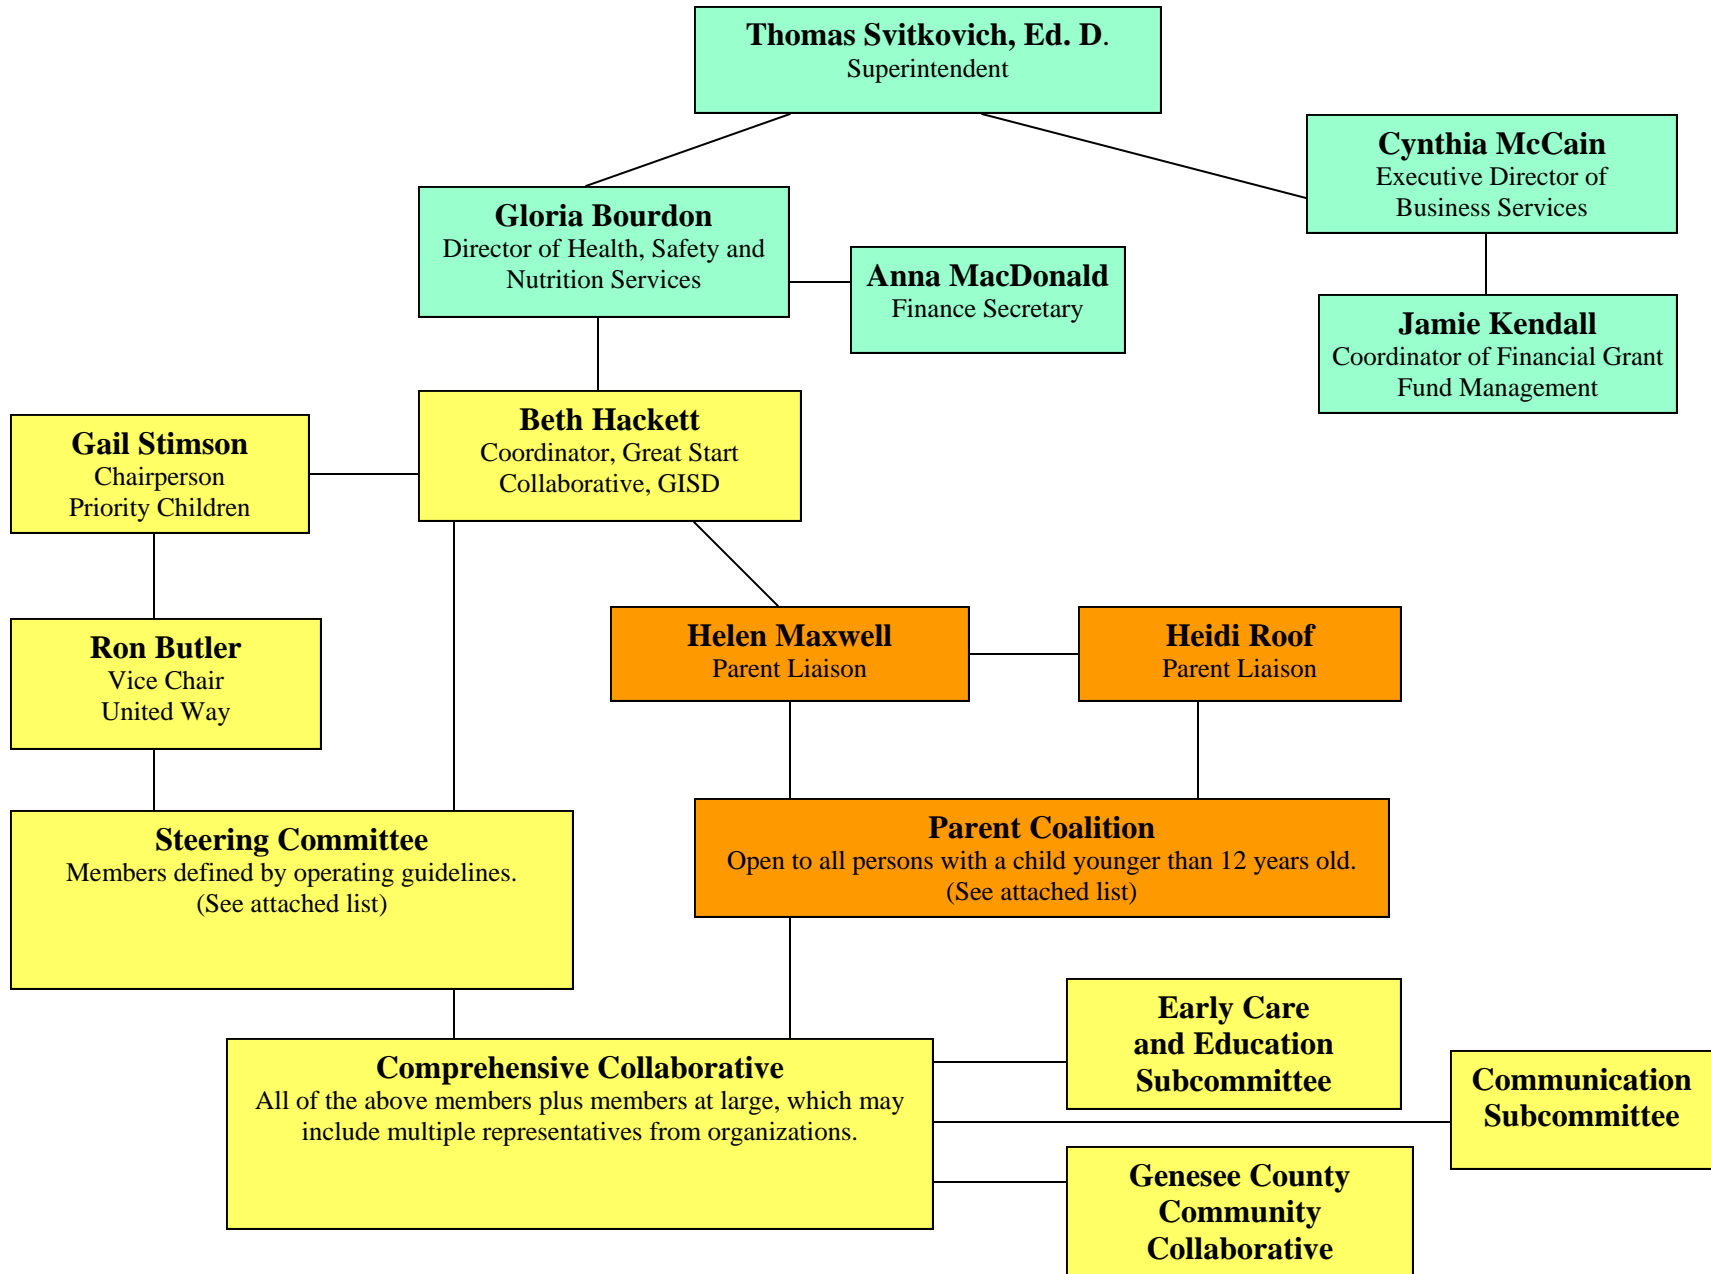 Thomas Svitkovich, Ed. D.
Superintendent
Cynthia McCain
Executive Director of
Business Services
Gloria Bourdon
Director of Health, Safety and
Nutrition Services
Anna MacDonald
Finance Secretary
Jamie Kendall
Coordinator of Financial Grant
Fund Management
Beth Hackett
Coordinator, Great Start
Collaborative, GISD
Gail Stimson
Chairperson
Priority Children
Ron Butler
Vice Chair
United Way
Helen Maxwell
Parent Liaison
Heidi Roof
Parent Liaison
Steering Committee
Members defined by operating guidelines.
(See attached list)
Parent Coalition
Open to all persons with a child younger than 12 years old.
(See attached list)
Comprehensive Collaborative
All of the above members plus members at large, which may
include multiple representatives from organizations.
Early Care
and Education
Subcommittee
Communication
Subcommittee
Genesee County
Community
Collaborative